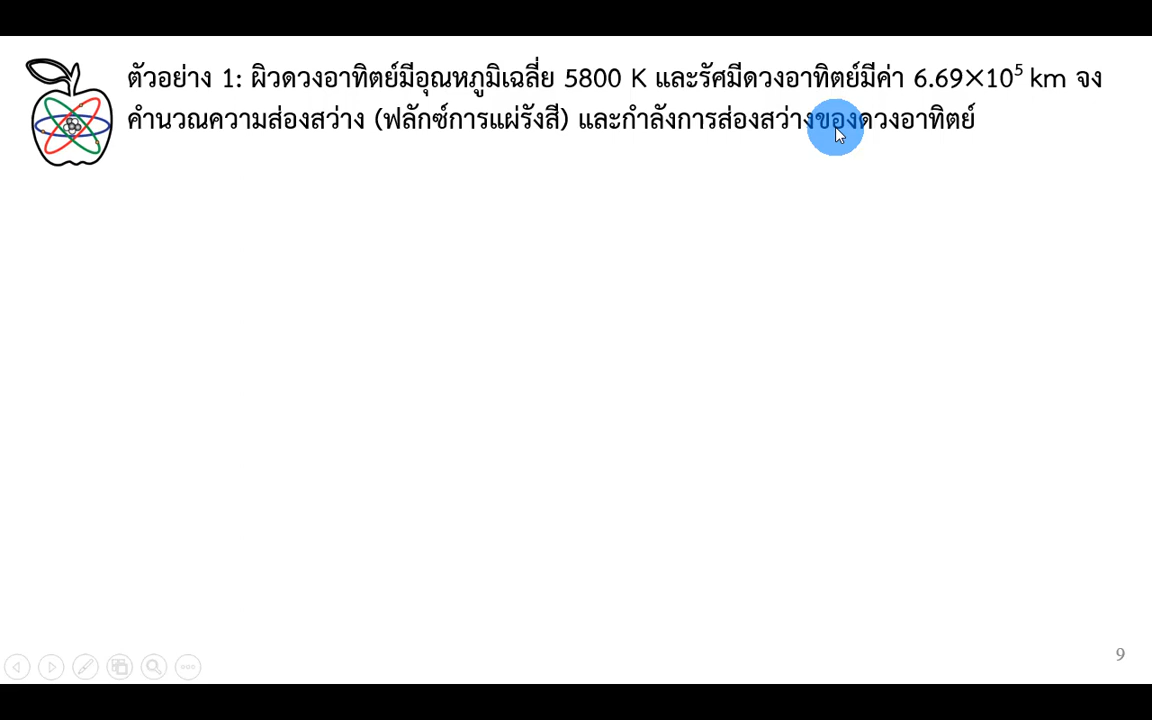 ตัวอย่าง 1: ผิวดวงอาทิตย์มีอุณหภูมิเฉลี่ย 5800 K และรัศมีดวงอาทิตย์มีค่า 6.69×10⁵ km จง
คำนวณความส่องสว่าง (ฟลักซ์การแผ่รังสี) และกำลังการส่องสว่างของดวงอาทิตย์
9